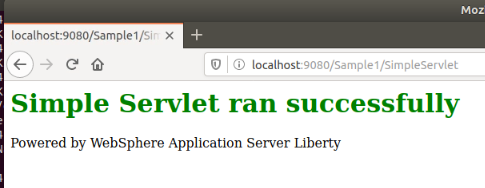 Moz
localhost:9080/Sample1/Sim
localhost:9080/Sample1/SimpleServlet
Simple Servlet ran successfully
Powered by WebSphere Application Server Liberty